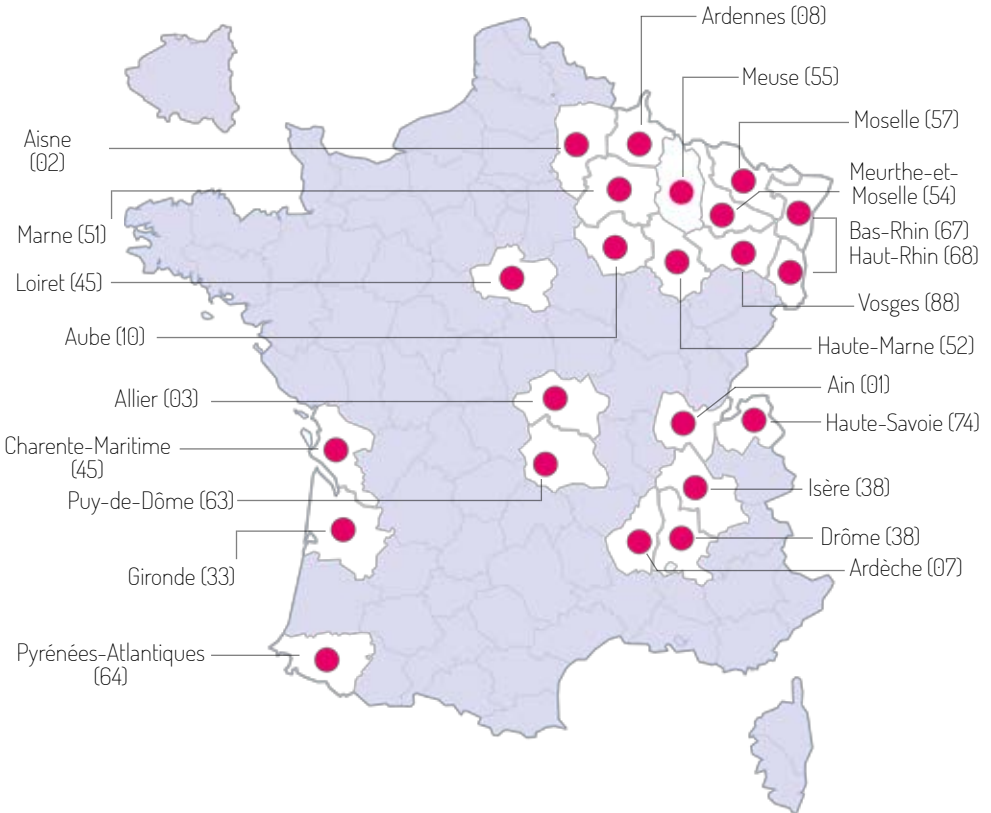 Ardennes (08)
Meuse (55)
Moselle (57)
Aisne
(02)
Meurthe-et-
Moselle (54)
Marne (51)
Bas-Rhin (67)
Haut-Rhin (68)
Loiret (45)
Vosges (88)
Aube (10)
Haute-Marne (52)
Ain (01)
Allier (03)
Haute-Savoie (74)
Charente-Maritime
(45)
Isère (38)
Puy-de-Dôme (63)
Drôme (38)
Ardèche (07)
Gironde (33)
Pyrénées-Atlantiques
(64)